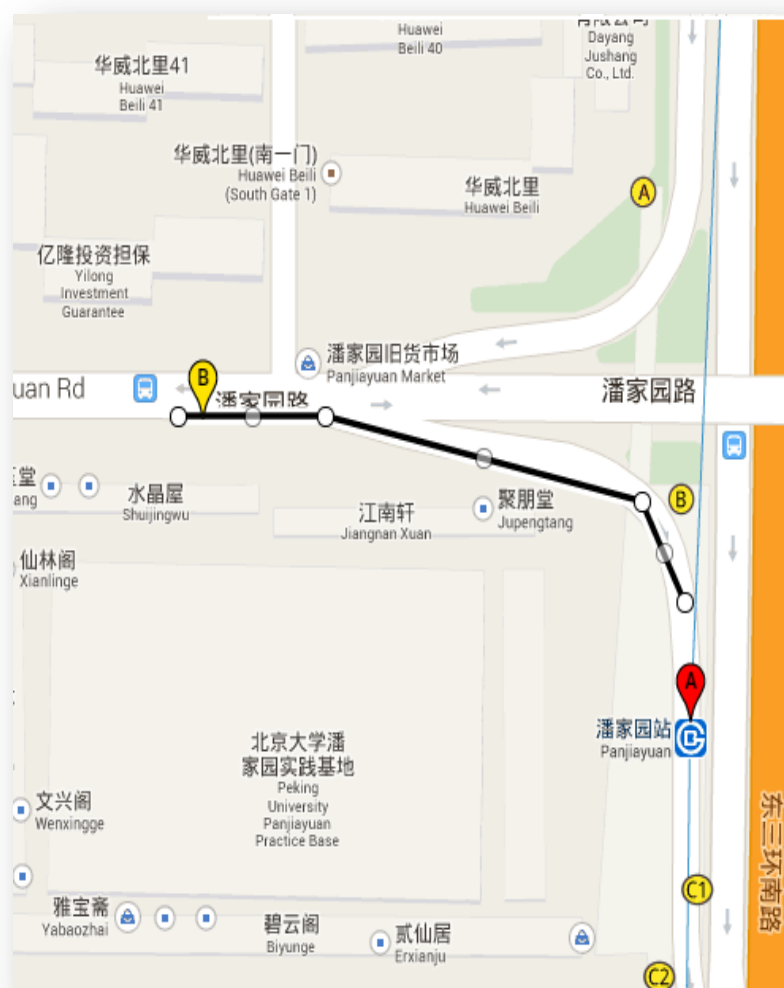 有限公司
Dayang
Jushang
Co., Ltd.
Huawei
Beili 40
华威北里41
Huawei
Beili 41
华威北里(南一门)
Huawei Beili
(South Gate 1)
华威北里
Huawei Beili
A
亿隆投资担保
Yilong
Investment
Guarantee
潘家园旧货市场
Panjiayuan Market
uan Rd
B
潘家园路
潘家园路
堂
ang
水晶屋
Shuijingwu
江南轩
Jiangnan Xuan
聚朋堂
Jupengtang
B
仙林阁
Xianlinge
A
潘家园站
Panjiayuan
北京大学潘
家园实践基地
Peking
University
Panjiayuan
Practice Base
文兴阁
Wenxingge
东三环南路
C1
雅宝斋
Yabaozhai
碧云阁
Biyunge
贰仙居
Erxianju
C2